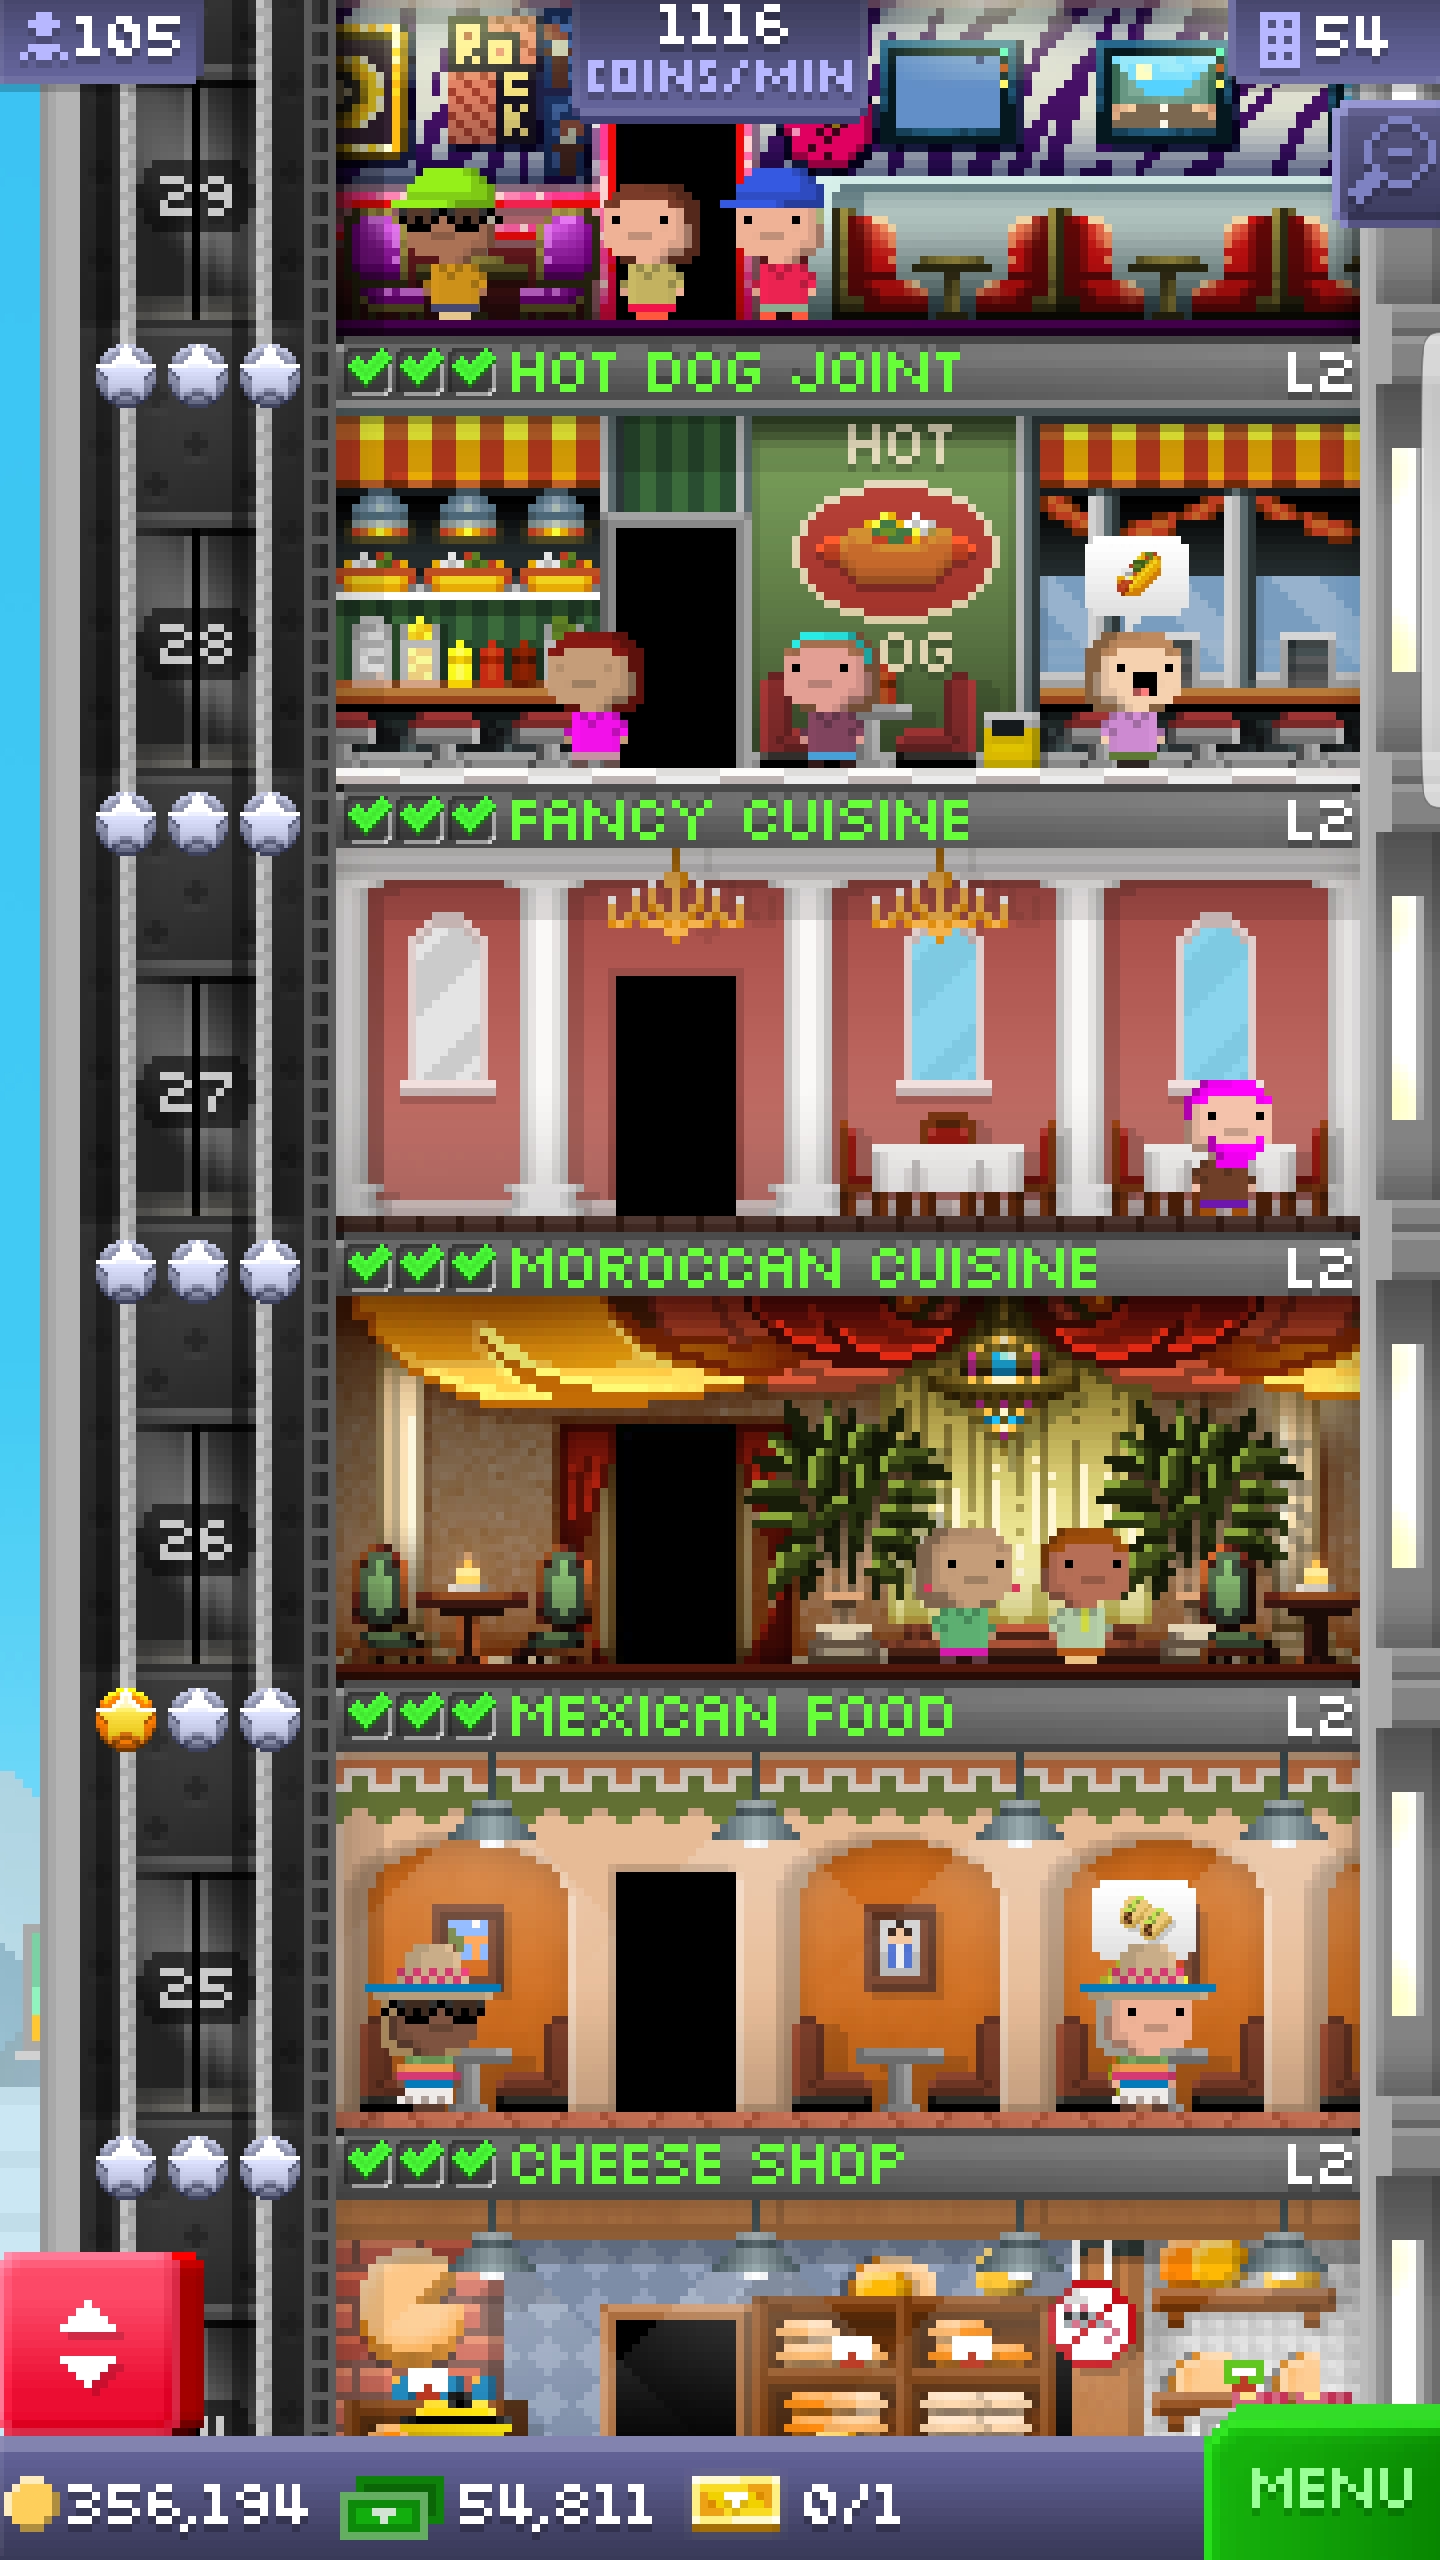 105
1116
COINS/MIN
54
ROCK
29
HOT DOG JOINT L2
HOT
28
OG
FANCY CUISINE L2
27
MOROCCAN CUISINE L2
26
MEXICAN FOOD L2
25
CHEESE SHOP L2
356,194 54,811 0/1 MENU